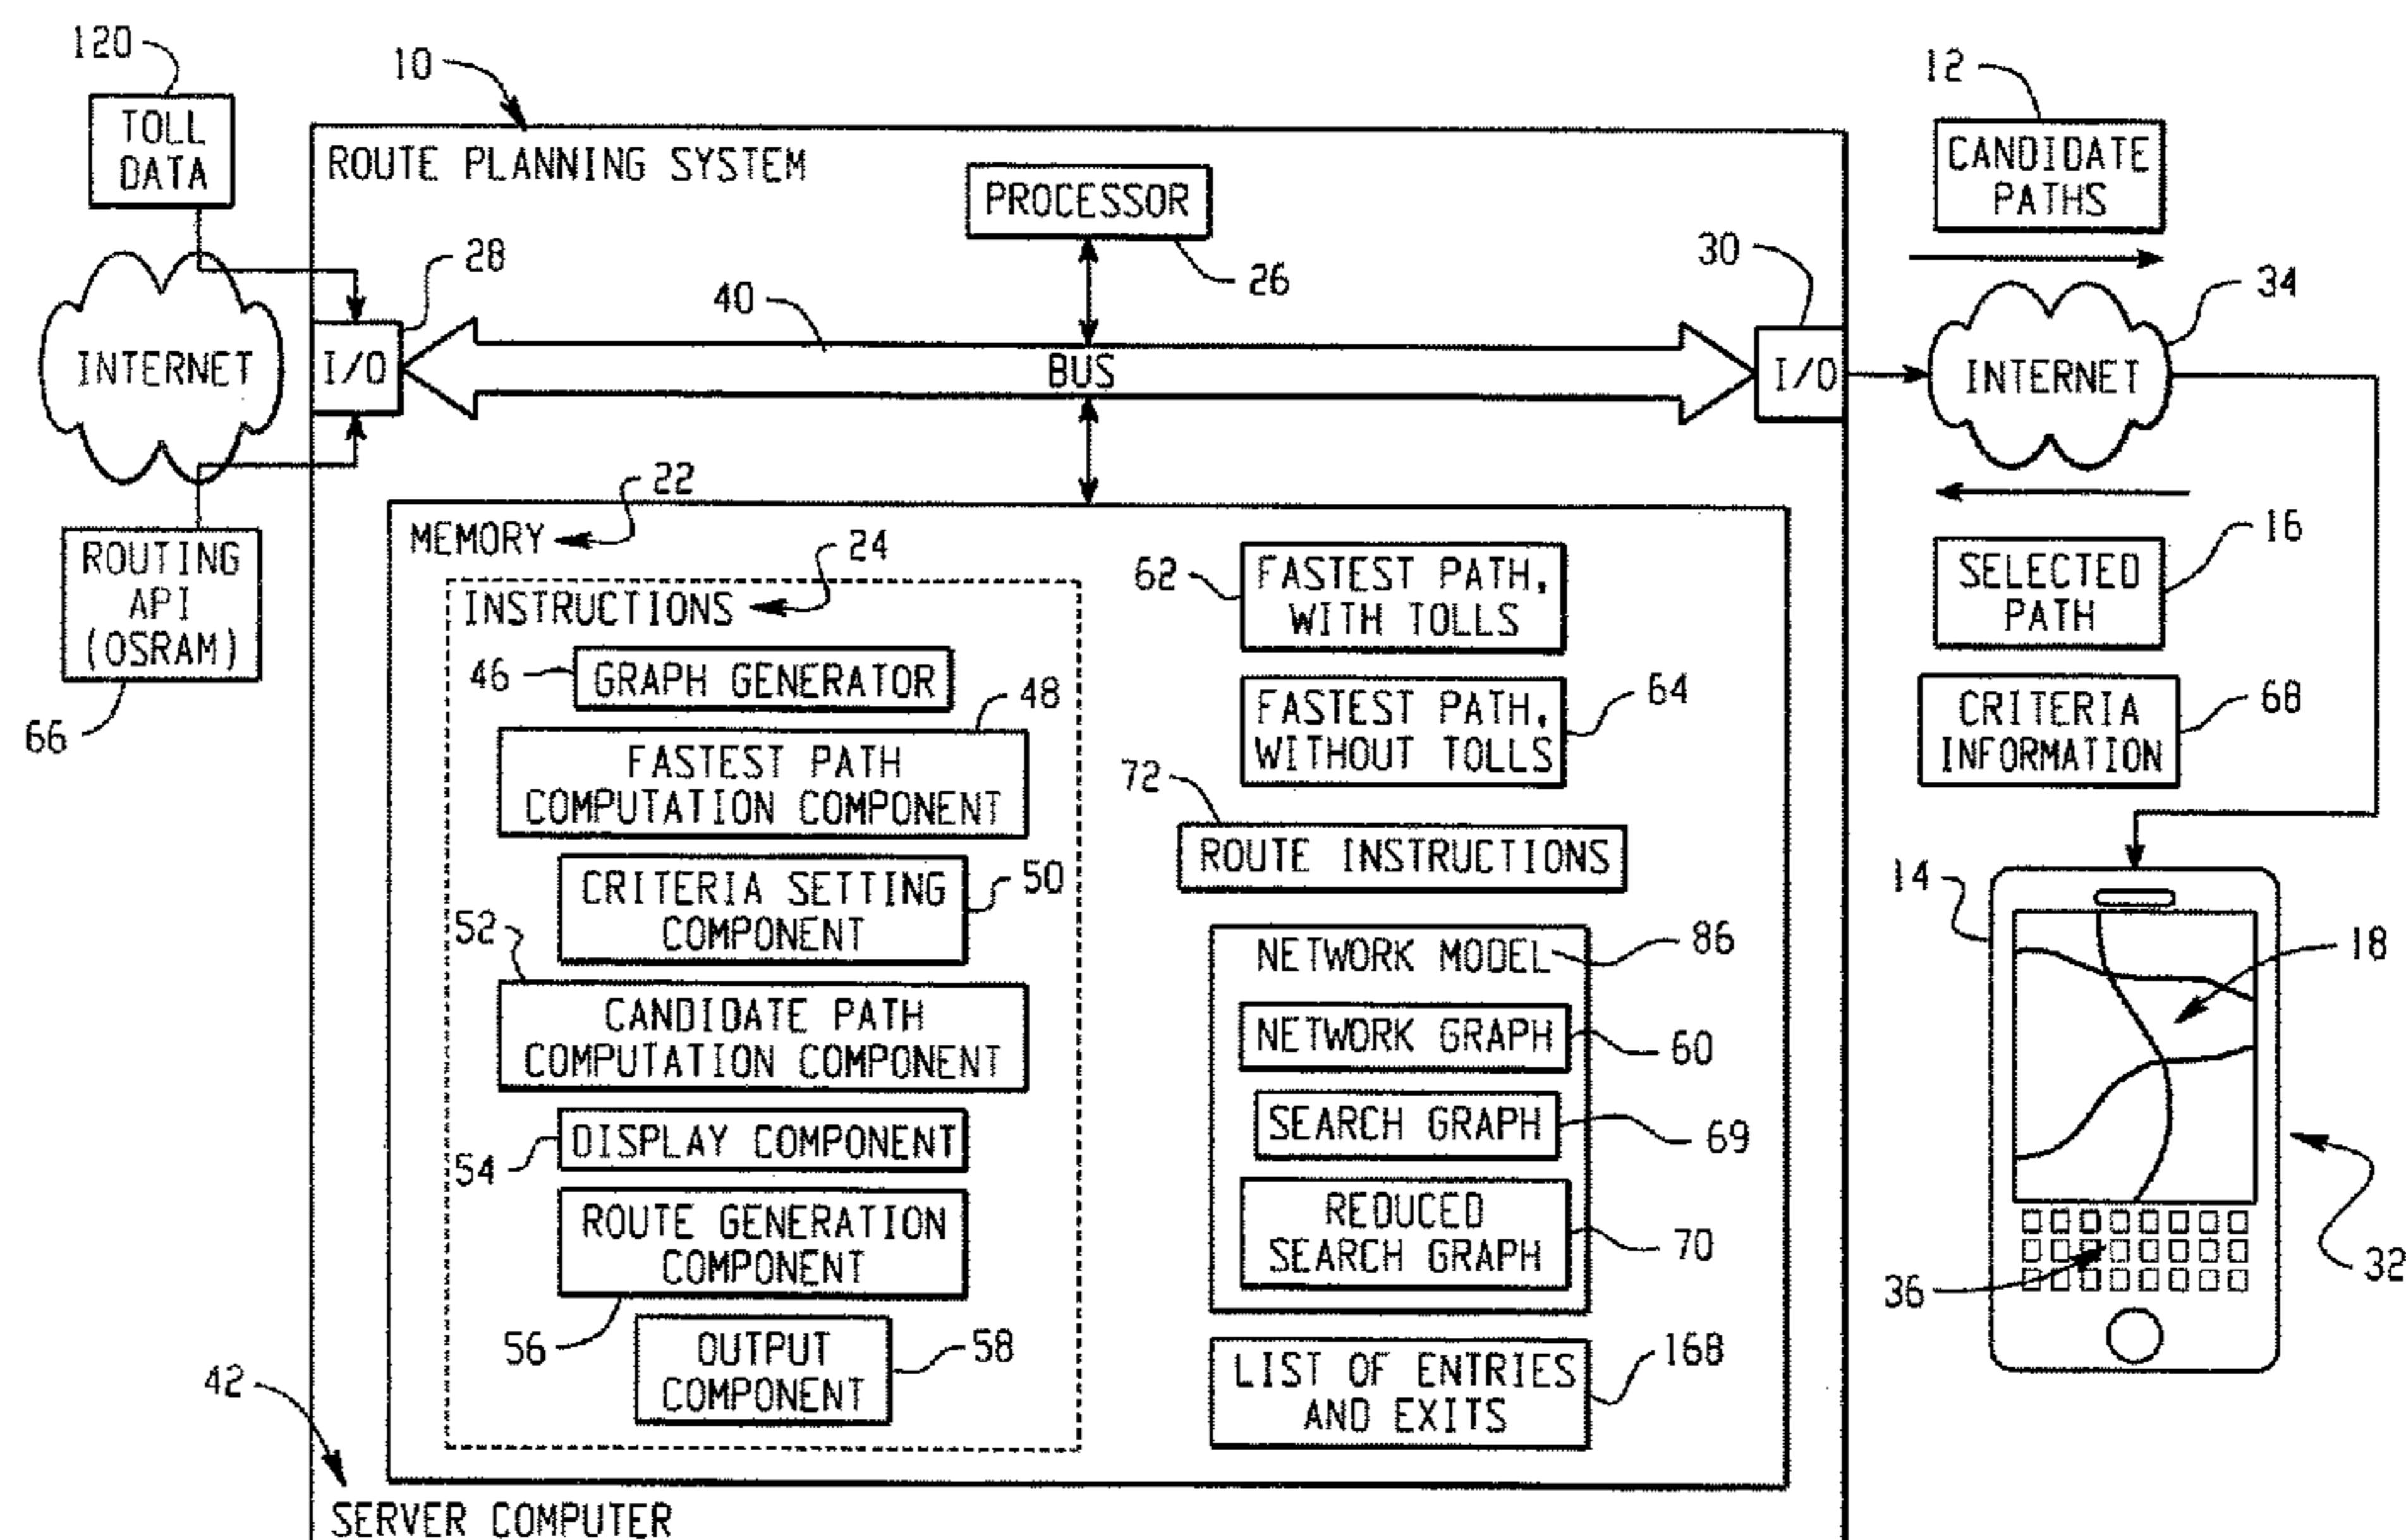 120
TOLL
DATA
10
ROUTE PLANNING SYSTEM
PROCESSOR
26
12
CANDIDATE
PATHS
28
INTERNET
I/O
40
BUS
30
I/O
34
INTERNET
ROUTING
API
(OSRAM)
66
16
SELECTED
PATH
CRITERIA
INFORMATION
68
MEMORY
22
INSTRUCTIONS
24
46
GRAPH GENERATOR
48
FASTEST PATH
COMPUTATION COMPONENT
CRITERIA SETTING
COMPONENT
50
52
CANDIDATE PATH
COMPUTATION COMPONENT
DISPLAY COMPONENT
54
ROUTE GENERATION
COMPONENT
56
OUTPUT
COMPONENT
58
62
FASTEST PATH,
WITH TOLLS
FASTEST PATH,
WITHOUT TOLLS
64
72
ROUTE INSTRUCTIONS
NETWORK MODEL
86
NETWORK GRAPH
60
SEARCH GRAPH
69
REDUCED
SEARCH GRAPH
70
LIST OF ENTRIES
AND EXITS
168
14
18
36
32
42
SERVER COMPUTER